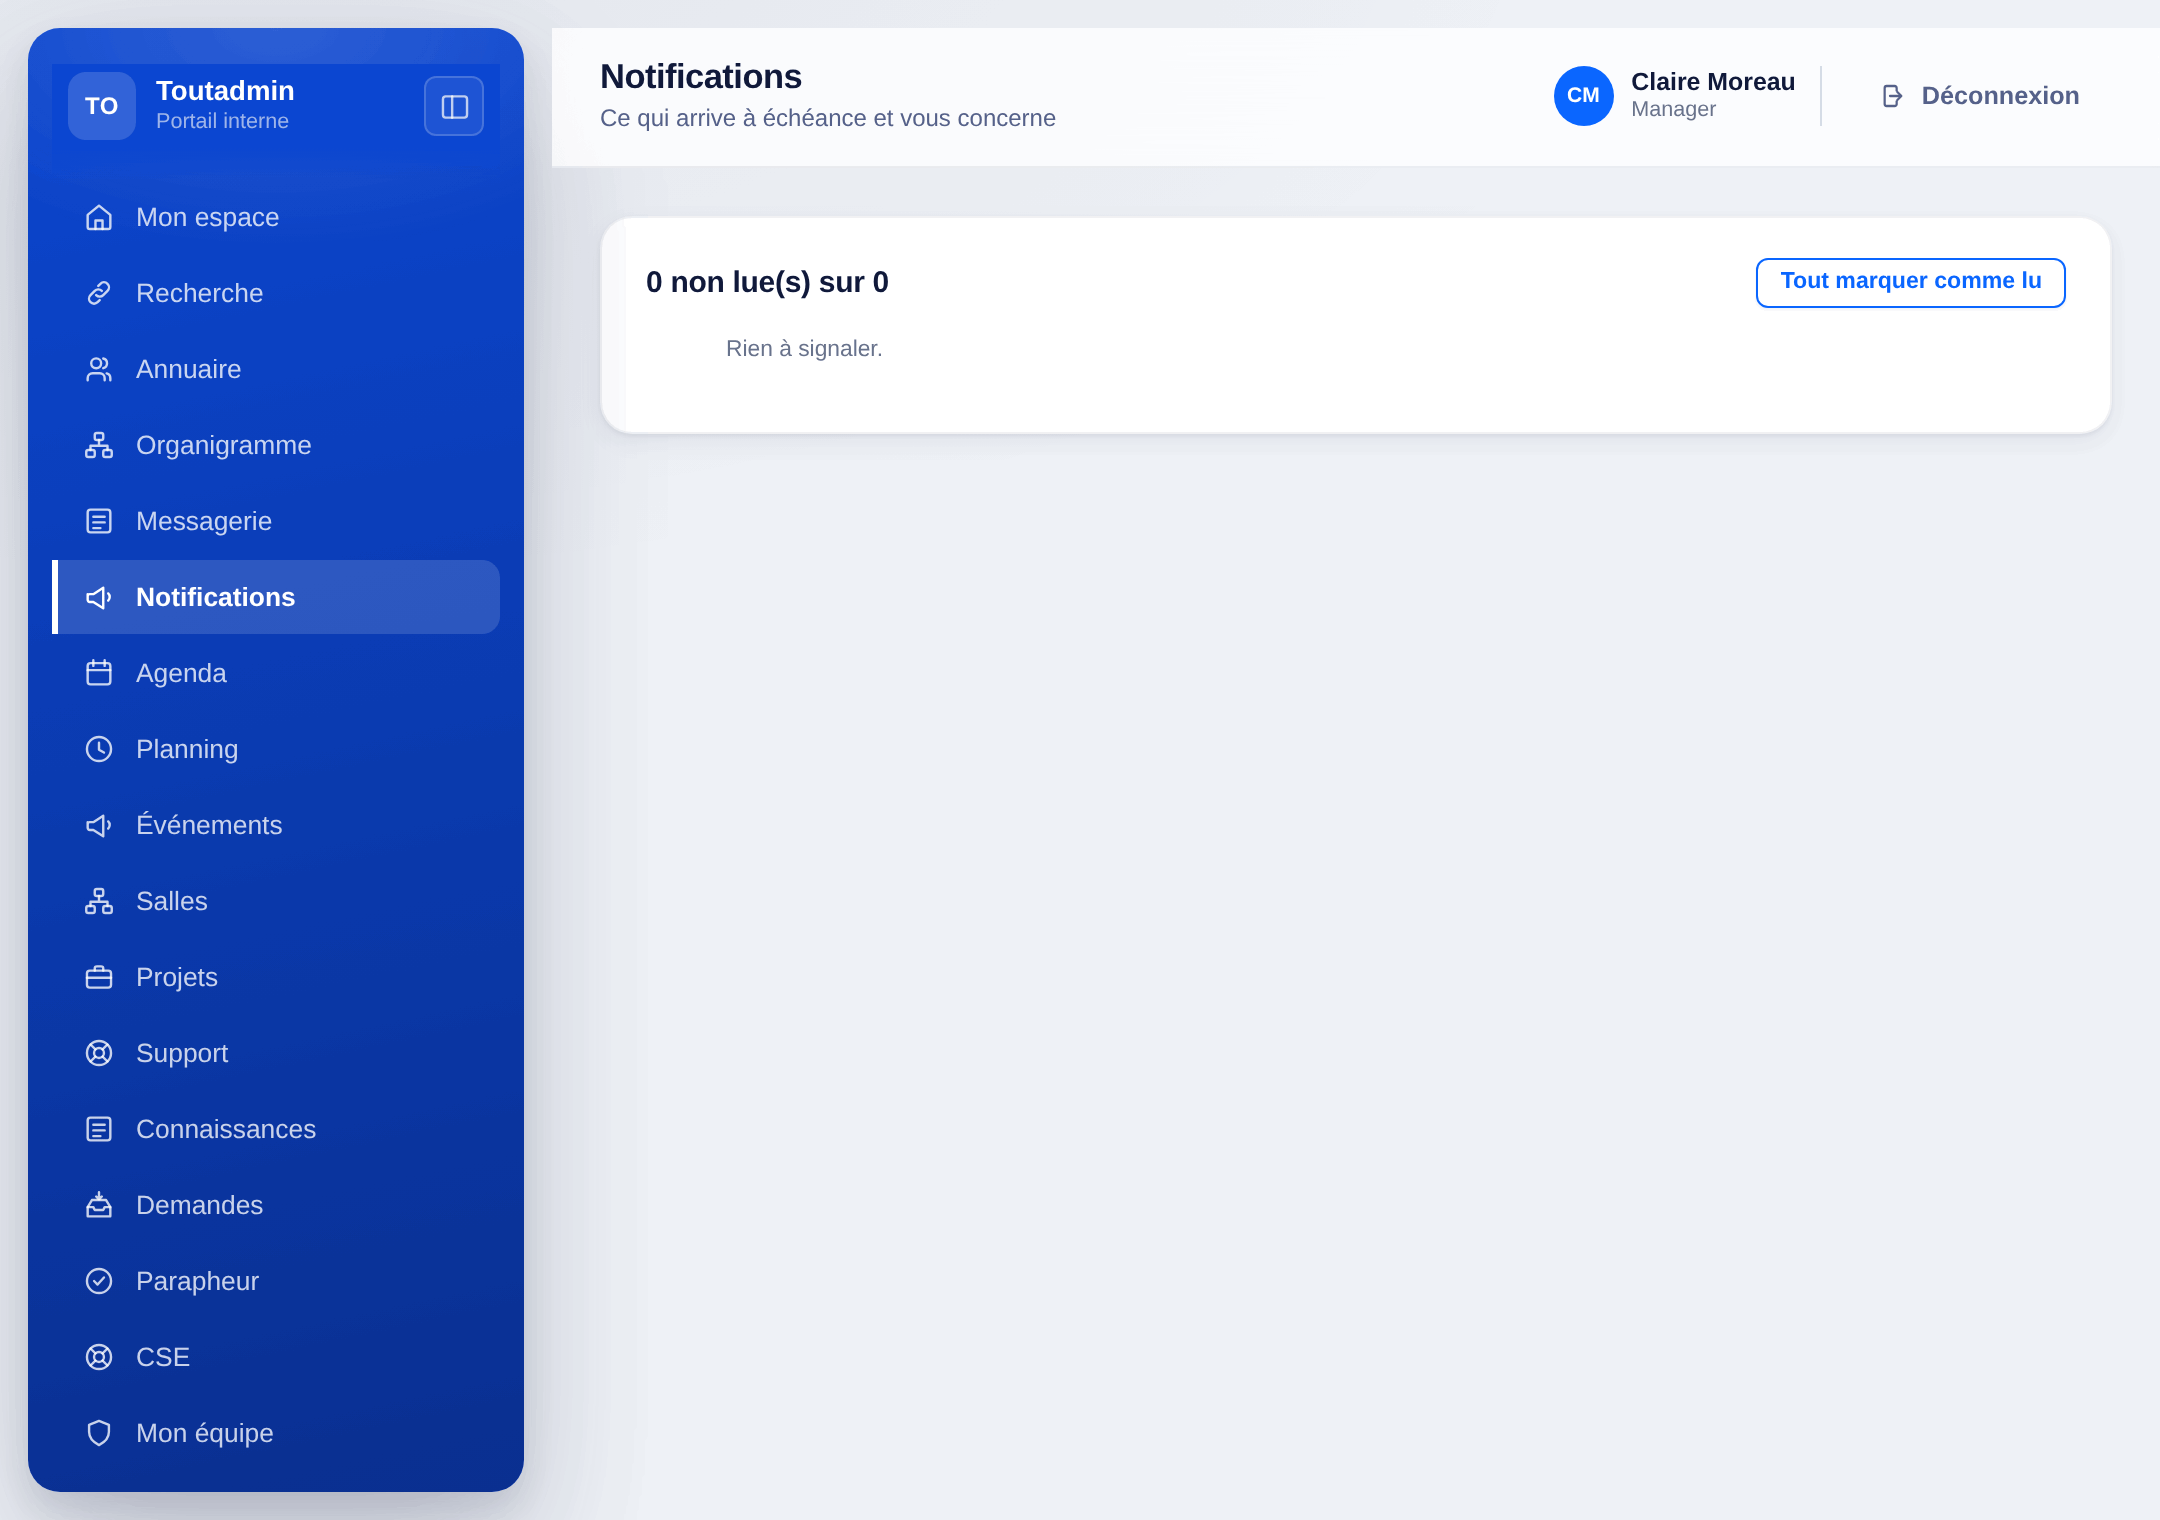 TO
Toutadmin
Portail interne
Mon espace
Recherche
Annuaire
Organigramme
Messagerie
Notifications
Agenda
Planning
Événements
Salles
Projets
Support
Connaissances
Demandes
Parapheur
CSE
Mon équipe
Notifications
Ce qui arrive à échéance et vous concerne
CM
Claire Moreau
Manager
Déconnexion
0 non lue(s) sur 0
Tout marquer comme lu
Rien à signaler.